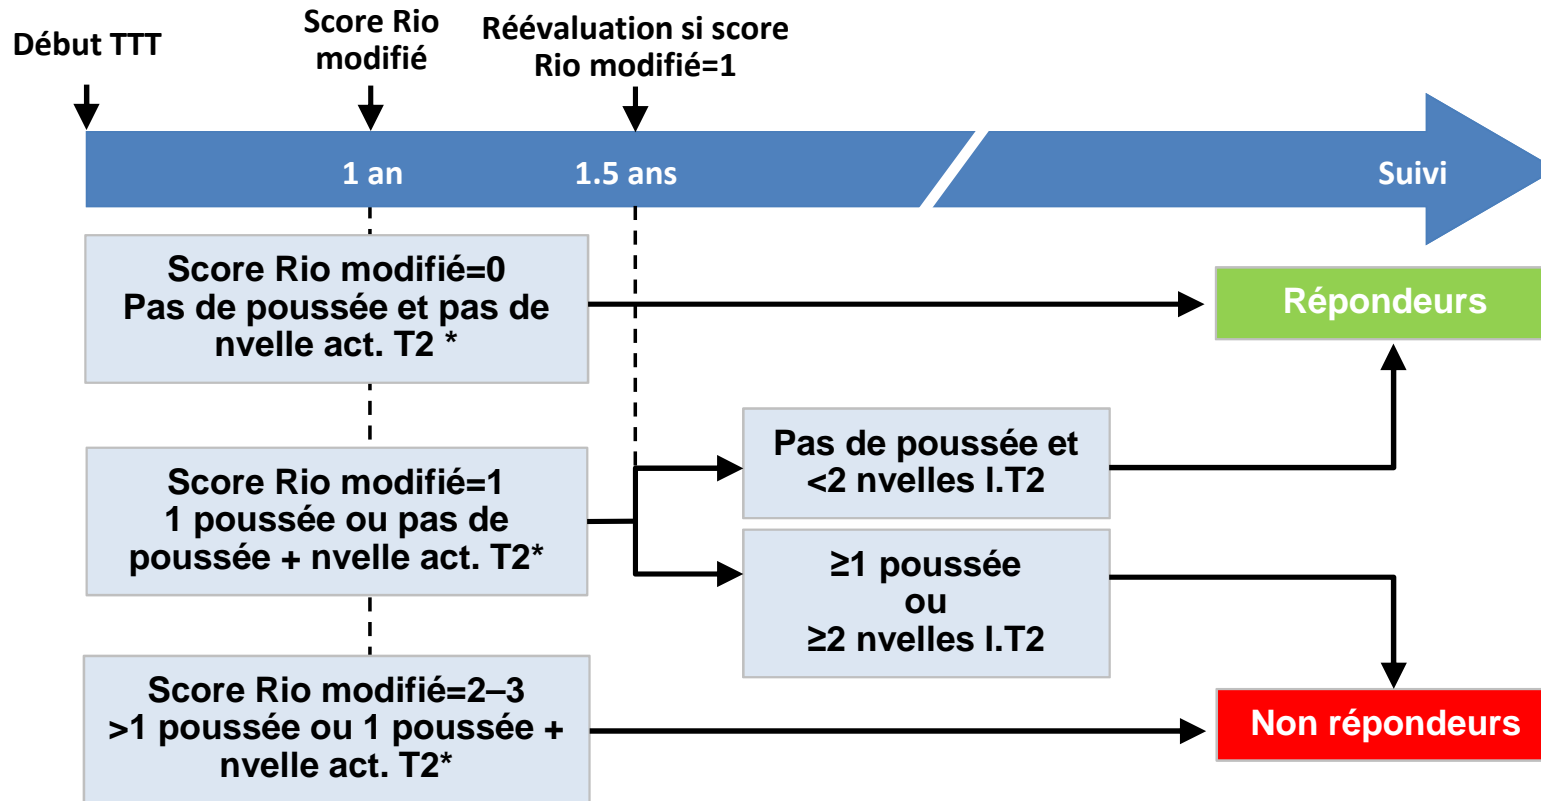 Début TTT
Score Rio
modifié
Réévaluation si score
Rio modifié=1
1 an
1.5 ans
Suivi
Score Rio modifié=0
Pas de poussée et pas de
nvelle act. T2 *
Répondeurs
Score Rio modifié=1
1 poussée ou pas de
poussée + nvelle act. T2*
Pas de poussée et
<2 nvelles l.T2
≥1 poussée
ou
≥2 nvelles l.T2
Score Rio modifié=2–3
>1 poussée ou 1 poussée +
nvelle act. T2*
Non répondeurs